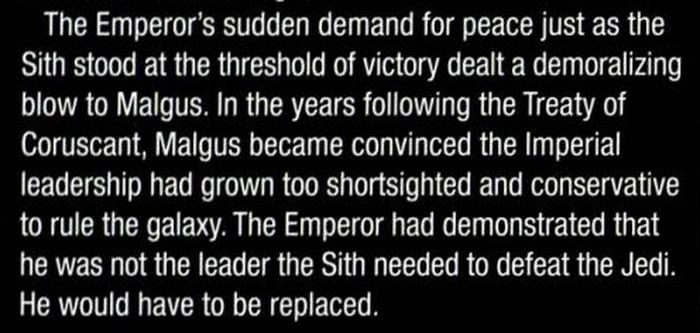 The Emperor's sudden demand for peace just as the
Sith stood at the threshold of victory dealt a demoralizing
blow to Malgus. In the years following the Treaty of
Coruscant, Malgus became convinced the Imperial
leadership had grown too shortsighted and conservative
to rule the galaxy. The Emperor had demonstrated that
he was not the leader the Sith needed to defeat the Jedi.
He would have to be replaced.